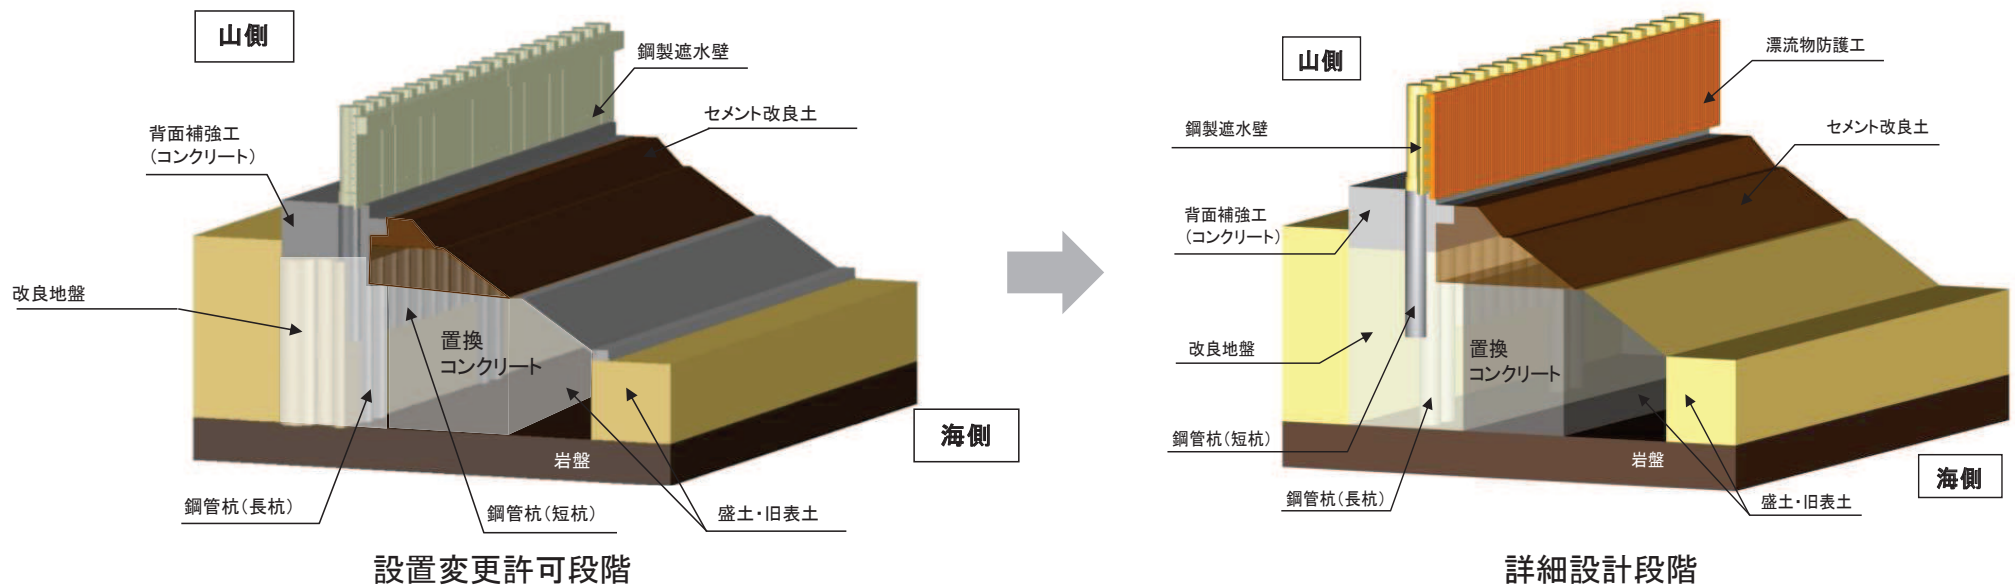 山側
鋼製遮水壁
セメント改良土
背面補強工
(コンクリート)
改良地盤
置換
コンクリート
海側
岩盤
鋼管杭(長杭)
鋼管杭(短杭)
盛土・旧表土
設置変更許可段階
山側
漂流物防護工
鋼製遮水壁
セメント改良土
背面補強工
(コンクリート)
改良地盤
置換
コンクリート
鋼管杭(短杭)
岩盤
海側
鋼管杭(長杭)
盛土・旧表土
詳細設計段階